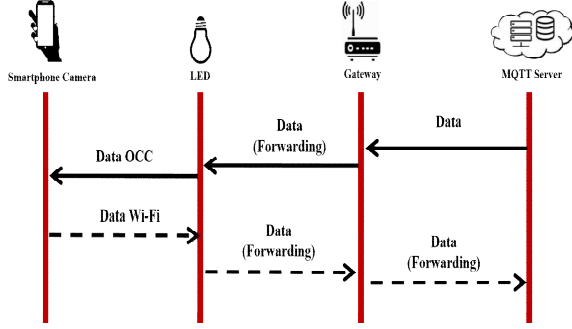 Smartphone Camera
LED
Gateway
MQTT Server
Data
Data
(Forwarding)
Data OCC
Data Wi-Fi
Data
(Forwarding)
Data
(Forwarding)